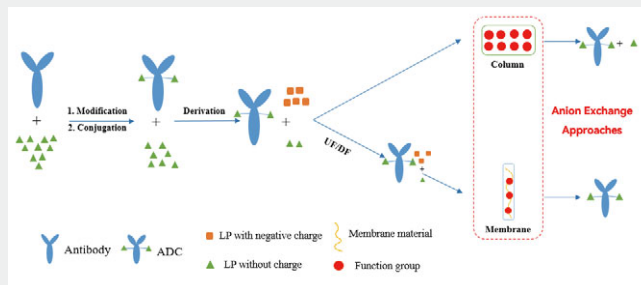 +
1. Modification
2. Conjugation
+
Derivation
+
UF/DF
+
+
Column
+
Anion Exchange
Approaches
Membrane
Antibody
ADC
LP with negative charge
Membrane material
LP without charge
Function group